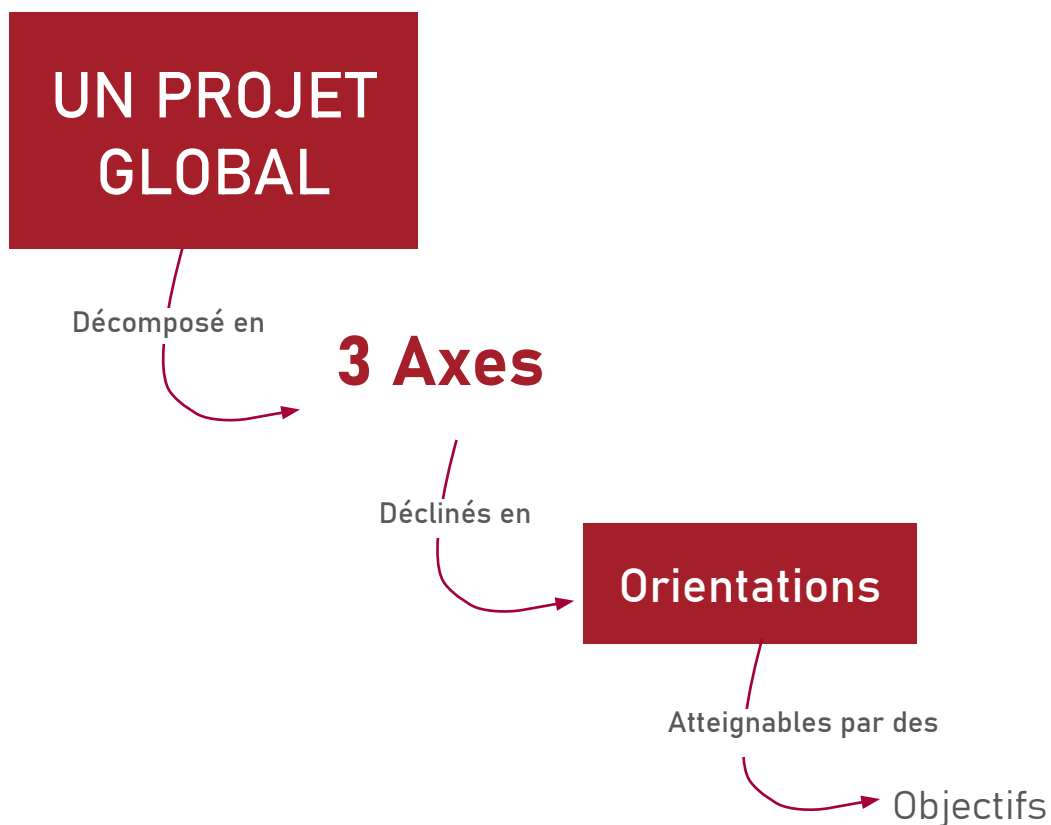 UN PROJET
GLOBAL
Décomposé en
3 Axes
Déclinés en
Orientations
Atteignables par des
Objectifs